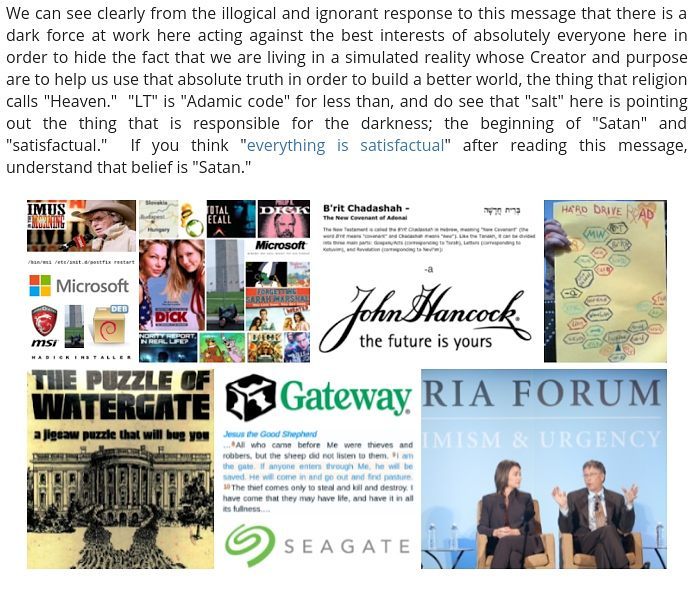 We can see clearly from the illogical and ignorant response to this message that there is a
dark force at work here acting against the best interests of absolutely everyone here in
order to hide the fact that we are living in a simulated reality whose Creator and purpose
are to help us use that absolute truth in order to build a better world, the thing that religion
calls "Heaven." "LT" is "Adamic code" for less than, and do see that "salt" here is pointing
out the thing that is responsible for the darkness; the beginning of "Satan" and
"satisfactual." If you think "everything is satisfactual" after reading this message,
understand that belief is "Satan."
IMUS
IN THE MORNING
Slovakia
Budapest
Hungary
TOTAL
RECALL
PHILIP K.
DICK
/bin/msi /etc/init.d/postfix restart
Microsoft
Microsoft
DICK
FORGETTING
SARAH MARSHALL
DEB
msi
HADICKINSTALLER
MINORITY REPORT,
IN REAL LIFE?
DICK
B'rit Chadashah -
The New Covenant of Adonai
בְּרִית חֲדָשָׁה
The New Testament is called the B'rit Chadashah in Hebrew, meaning "New Covenant" (the
word B'rit means "covenant" and Chadashah means "new"). Like the Tanakh, it can be divided
into three main parts: Gospels/Acts (corresponding to Torah), Letters (corresponding to
Ketuvim), and Revelation (corresponding to Nevi'im):
-a
John Hancock.
the future is yours
HARD DRIVE ROAD
THE PUZZLE OF
WATERGATE
a jigsaw puzzle that will bug you
Gateway
Jesus the Good Shepherd
...8All who came before Me were thieves and
robbers, but the sheep did not listen to them. 9I am
the gate. If anyone enters through Me, he will be
saved. He will come in and go out and find pasture.
10The thief comes only to steal and kill and destroy. I
have come that they may have life, and have it in all
its fullness....
SEAGATE
RIA FORUM
IMISM & URGENCY